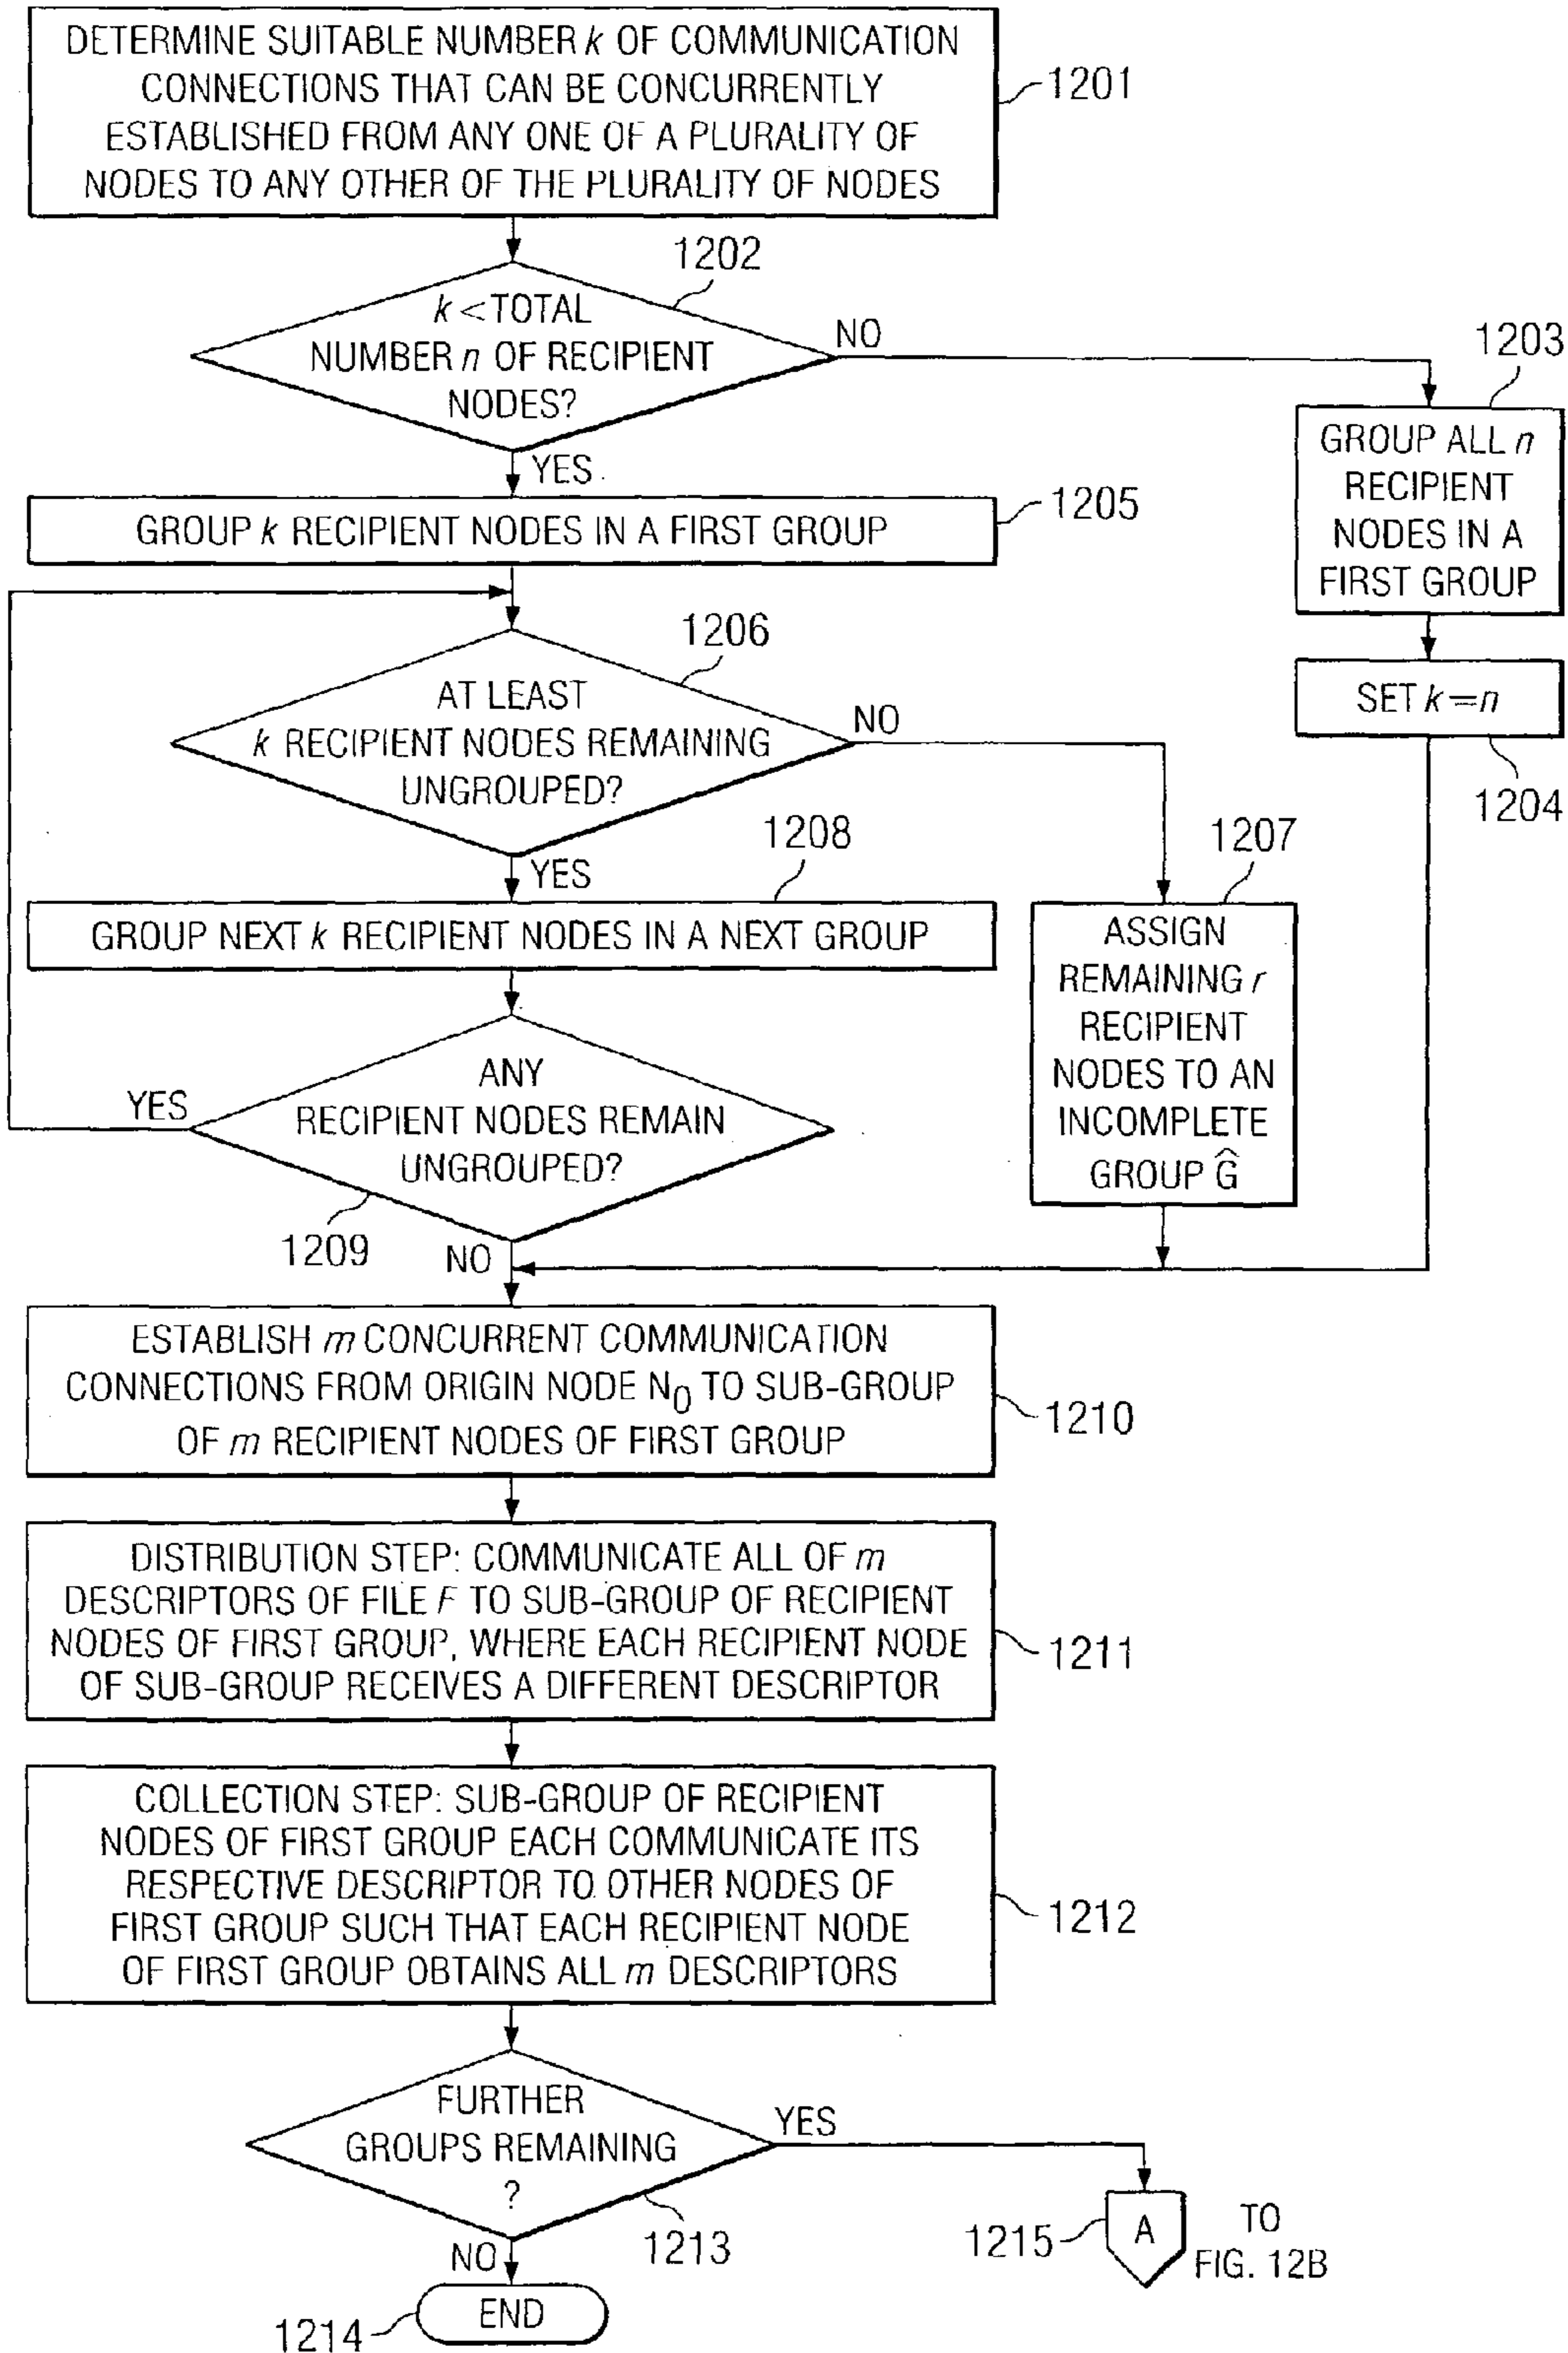 DETERMINE SUITABLE NUMBER k OF COMMUNICATION
CONNECTIONS THAT CAN BE CONCURRENTLY
ESTABLISHED FROM ANY ONE OF A PLURALITY OF
NODES TO ANY OTHER OF THE PLURALITY OF NODES
1201
1202
k < TOTAL
NUMBER n OF RECIPIENT
NODES?
NO
YES
1203
GROUP ALL n
RECIPIENT
NODES IN A
FIRST GROUP
SET k=n
1204
GROUP k RECIPIENT NODES IN A FIRST GROUP
1205
1206
AT LEAST
k RECIPIENT NODES REMAINING
UNGROUPED?
NO
YES
1207
ASSIGN
REMAINING r
RECIPIENT
NODES TO AN
INCOMPLETE
GROUP Ĝ
1208
GROUP NEXT k RECIPIENT NODES IN A NEXT GROUP
ANY
RECIPIENT NODES REMAIN
UNGROUPED?
YES
1209
NO
ESTABLISH m CONCURRENT COMMUNICATION
CONNECTIONS FROM ORIGIN NODE N₀ TO SUB-GROUP
OF m RECIPIENT NODES OF FIRST GROUP
1210
DISTRIBUTION STEP: COMMUNICATE ALL OF m
DESCRIPTORS OF FILE F TO SUB-GROUP OF RECIPIENT
NODES OF FIRST GROUP, WHERE EACH RECIPIENT NODE
OF SUB-GROUP RECEIVES A DIFFERENT DESCRIPTOR
1211
COLLECTION STEP: SUB-GROUP OF RECIPIENT
NODES OF FIRST GROUP EACH COMMUNICATE ITS
RESPECTIVE DESCRIPTOR TO OTHER NODES OF
FIRST GROUP SUCH THAT EACH RECIPIENT NODE
OF FIRST GROUP OBTAINS ALL m DESCRIPTORS
1212
FURTHER
GROUPS REMAINING
?
YES
1213
NO
1215
A
TO
FIG. 12B
END
1214